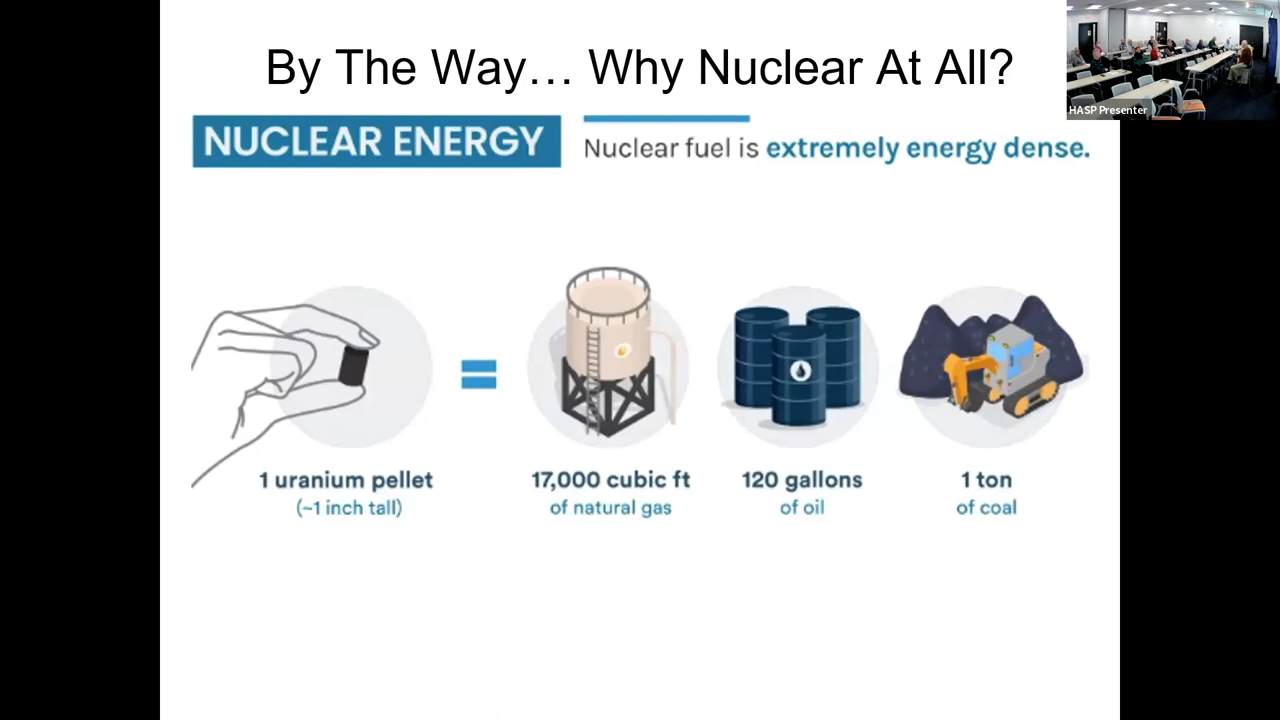 By The Way… Why Nuclear At All?
HASP Presenter
NUCLEAR ENERGY
Nuclear fuel is extremely energy dense.
1 uranium pellet
(~1 inch tall)
17,000 cubic ft
of natural gas
120 gallons
of oil
1 ton
of coal